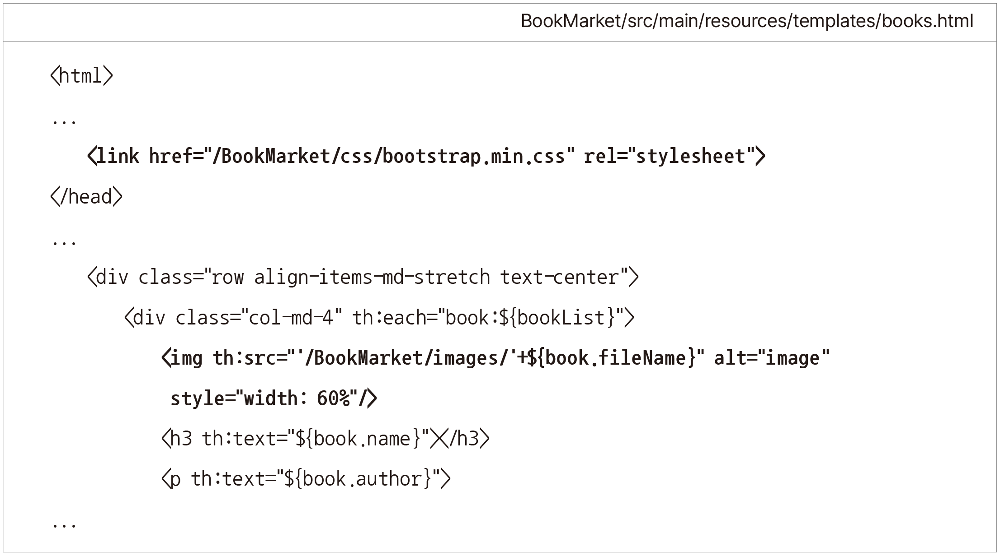 BookMarket/src/main/resources/templates/books.html
<html>
...
<link href="/BookMarket/css/bootstrap.min.css" rel="stylesheet">
</head>
...
<div class="row align-items-md-stretch text-center">
<div class="col-md-4" th:each="book:${bookList}">
<img th:src="'/BookMarket/images/'+${book.fileName}" alt="image"
style="width: 60%"/>
<h3 th:text="${book.name}"></h3>
<p th:text="${book.author}">
...